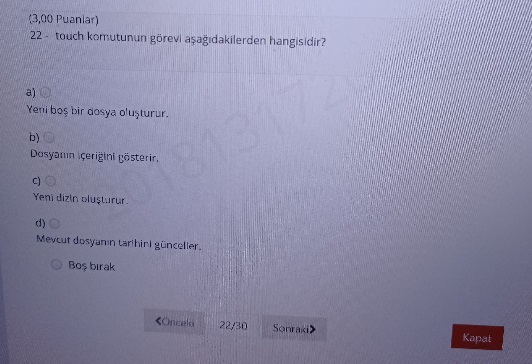 (3,00 Puanlar)
22 - touch komutunun görevi aşağıdakilerden hangisidir?
a)
Yeni boş bir dosya oluşturur.
b)
Dosyanın içeriğini gösterir.
c)
Yeni dizin oluşturur.
d)
Mevcut dosyanın tarihini günceller.
Boş bırak
Önceki 22/30 Sonraki
Kapat